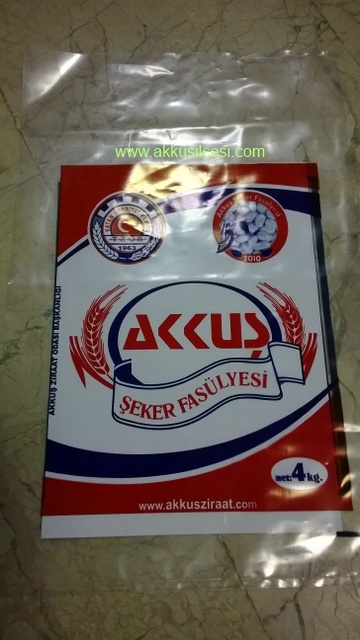 www.akkusilcesi.com
1963
2010
AKKUŞ ZİRAAT ODASI BAŞKANLIĞI
AKKUŞ
ŞEKER FASÜLYESİ
net: 4 kg.
www.akkusziraat.com